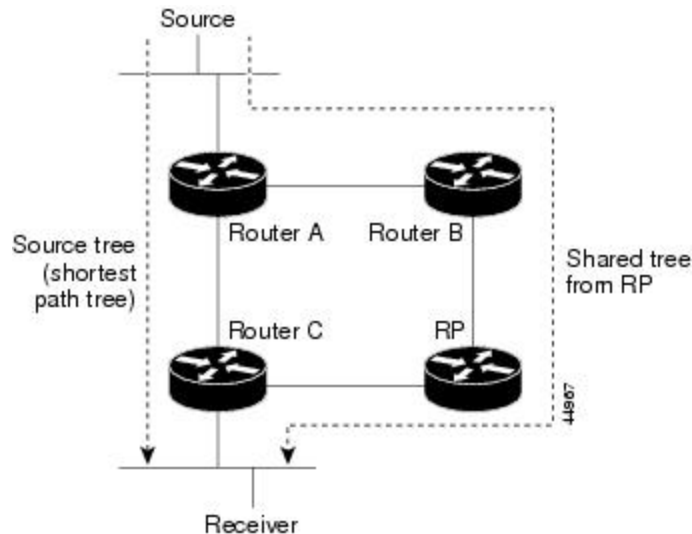 Source
Router A
Router B
Source tree
(shortest
path tree)
Shared tree
from RP
Router C
RP
44967
Receiver